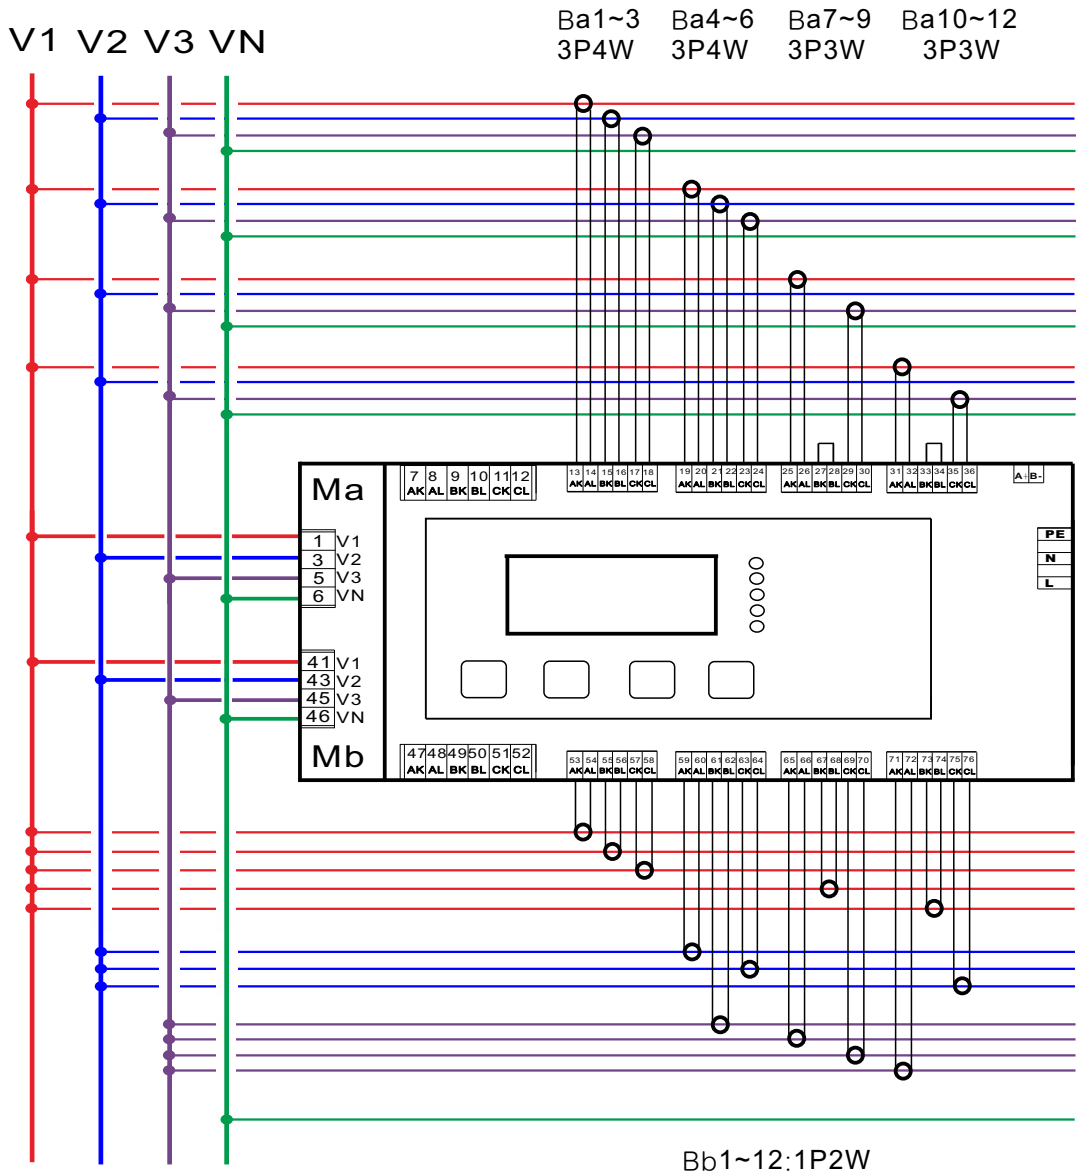 Ba1~3 Ba4~6 Ba7~9 Ba10~12
V1 V2 V3 VN
3P4W 3P4W 3P3W 3P3W
Ma
7 8 9 10 11 12
AK AL BK BL CK CL
13 14 15 16 17 18
AK AL BK BL CK CL
19 20 21 22 23 24
AK AL BK BL CK CL
25 26 27 28 29 30
AK AL BK BL CK CL
31 32 33 34 35 36
AK AL BK BL CK CL
A+ B-
1 V1
3 V2
5 V3
6 VN
PE
N
L
41 V1
43 V2
45 V3
46 VN
Mb
47 48 49 50 51 52
AK AL BK BL CK CL
53 54 55 56 57 58
AK AL BK BL CK CL
59 60 61 62 63 64
AK AL BK BL CK CL
65 66 67 68 69 70
AK AL BK BL CK CL
71 72 73 74 75 76
AK AL BK BL CK CL
Bb1~12:1P2W